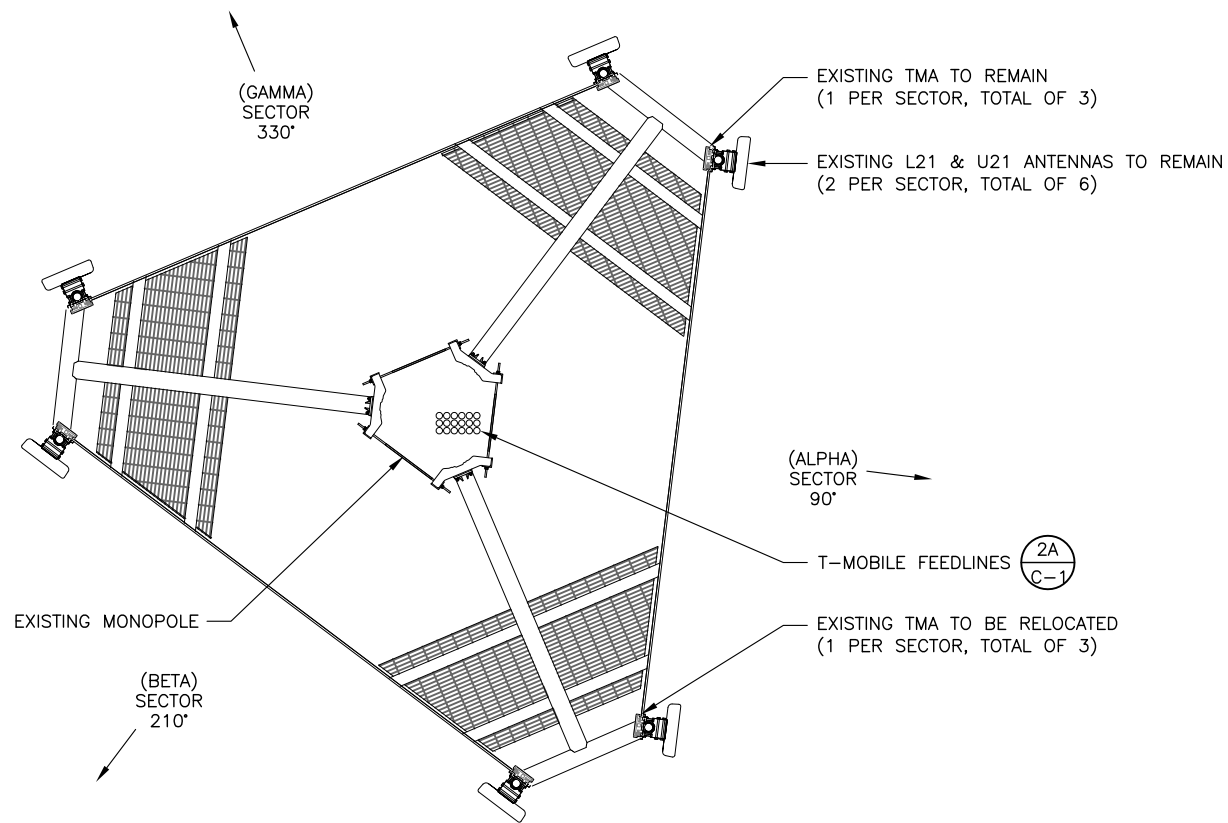 (GAMMA)
SECTOR
330°
EXISTING TMA TO REMAIN
(1 PER SECTOR, TOTAL OF 3)
EXISTING L21 & U21 ANTENNAS TO REMAIN
(2 PER SECTOR, TOTAL OF 6)
(ALPHA)
SECTOR
90°
T-MOBILE FEEDLINES
2A
C-1
EXISTING MONOPOLE
EXISTING TMA TO BE RELOCATED
(1 PER SECTOR, TOTAL OF 3)
(BETA)
SECTOR
210°